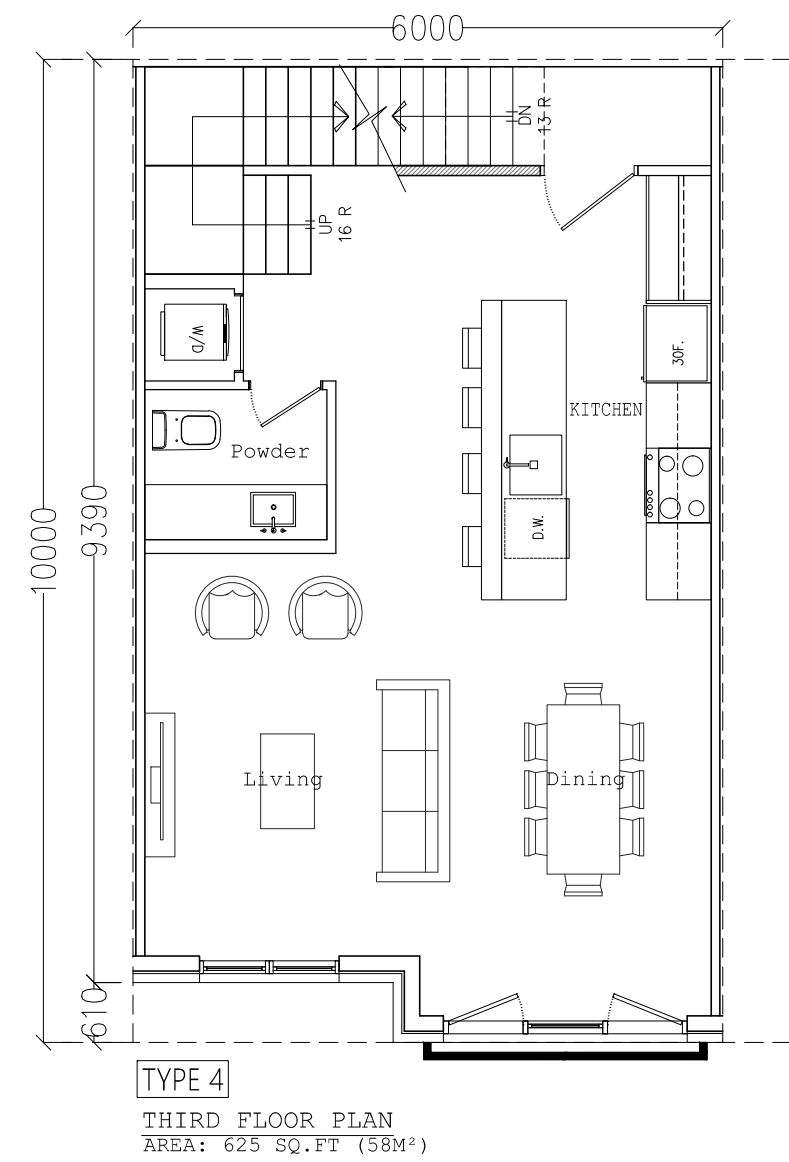 6000
DN
13 R
UP
16 R
W/D
30F.
KITCHEN
Powder
D.W.
10000
9390
Living
Dining
610
TYPE 4
THIRD FLOOR PLAN
AREA: 625 SQ.FT (58M²)